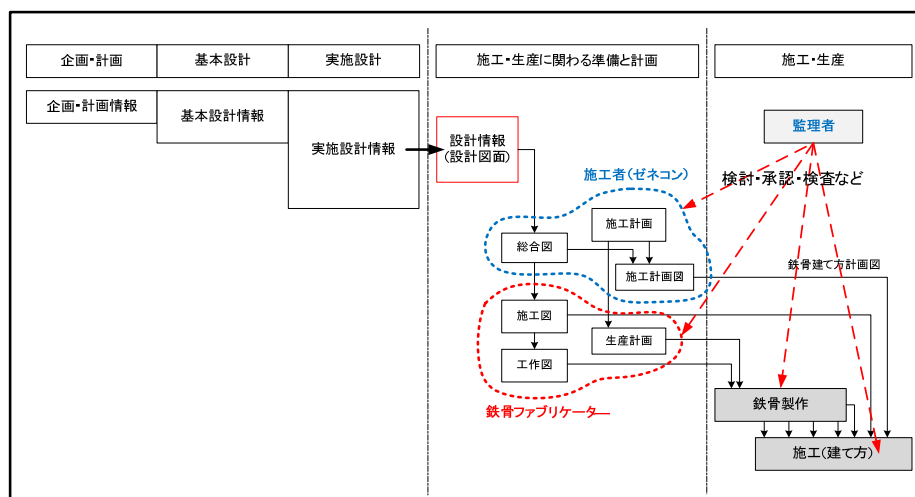 企画・計画
基本設計
実施設計
施工・生産に関わる準備と計画
施工・生産
企画・計画情報
基本設計情報
実施設計情報
設計情報
(設計図面)
監理者
施工者(ゼネコン)
検討・承認・検査など
総合図
施工計画
施工計画図
鉄骨建て方計画図
施工図
生産計画
工作図
鉄骨ファブリケーター
鉄骨製作
施工(建て方)